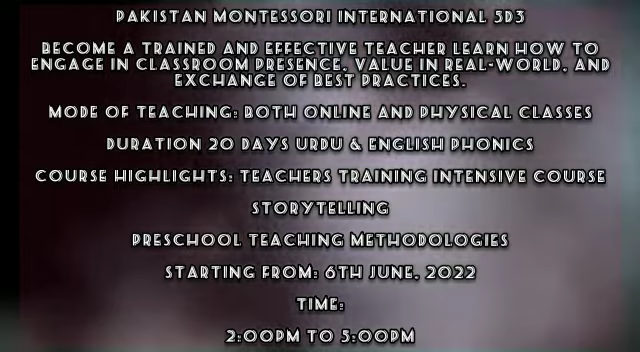 PAKISTAN MONTESSORI INTERNATIONAL 5D3
BECOME A TRAINED AND EFFECTIVE TEACHER LEARN HOW TO
ENGAGE IN CLASSROOM PRESENCE, VALUE IN REAL-WORLD, AND
EXCHANGE OF BEST PRACTICES.
MODE OF TEACHING: BOTH ONLINE AND PHYSICAL CLASSES
DURATION 20 DAYS URDU & ENGLISH PHONICS
COURSE HIGHLIGHTS: TEACHERS TRAINING INTENSIVE COURSE
STORYTELLING
PRESCHOOL TEACHING METHODOLOGIES
STARTING FROM: 6TH JUNE, 2022
TIME:
2:00PM TO 5:00PM